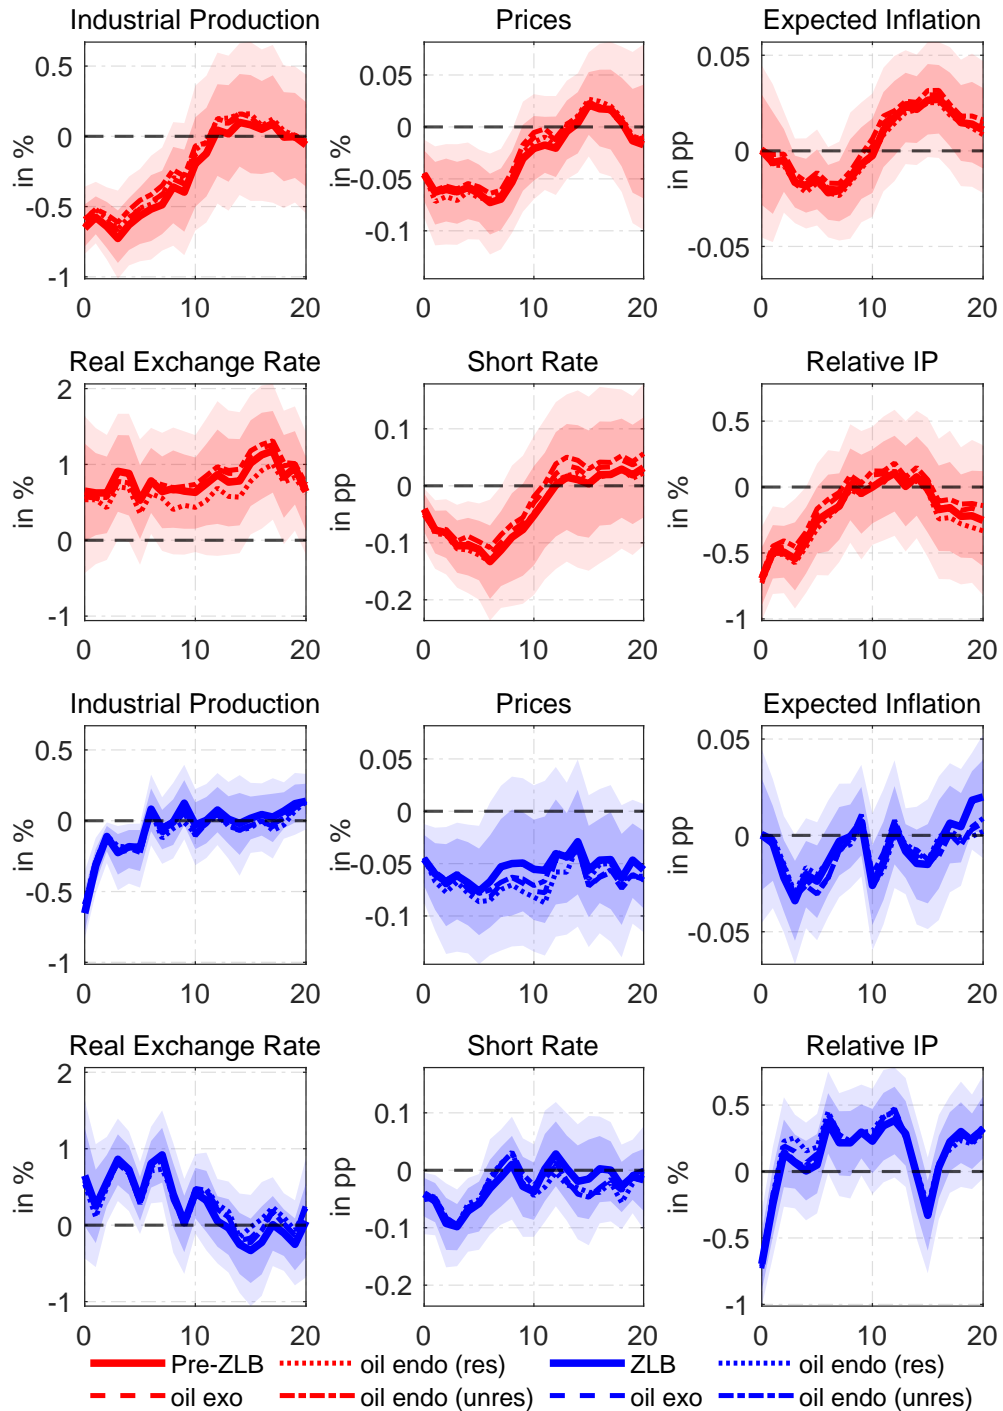 Industrial Production Prices Expected Inflation
in % 0.5 0 -0.5 -1 0 10 20
in % 0.05 0 -0.05 -0.1 0 10 20
in pp 0.05 0 -0.05 0 10 20
Real Exchange Rate Short Rate Relative IP
in % 2 1 0 -1 0 10 20
in pp 0.1 0 -0.1 -0.2 0 10 20
in % 0.5 0 -0.5 -1 0 10 20
Industrial Production Prices Expected Inflation
in % 0.5 0 -0.5 -1 0 10 20
in % 0.05 0 -0.05 -0.1 0 10 20
in pp 0.05 0 -0.05 0 10 20
Real Exchange Rate Short Rate Relative IP
in % 2 1 0 -1 0 10 20
in pp 0.1 0 -0.1 -0.2 0 10 20
in % 0.5 0 -0.5 -1 0 10 20
Pre-ZLB oil endo (res) ZLB oil endo (res)
oil exo oil endo (unres) oil exo oil endo (unres)